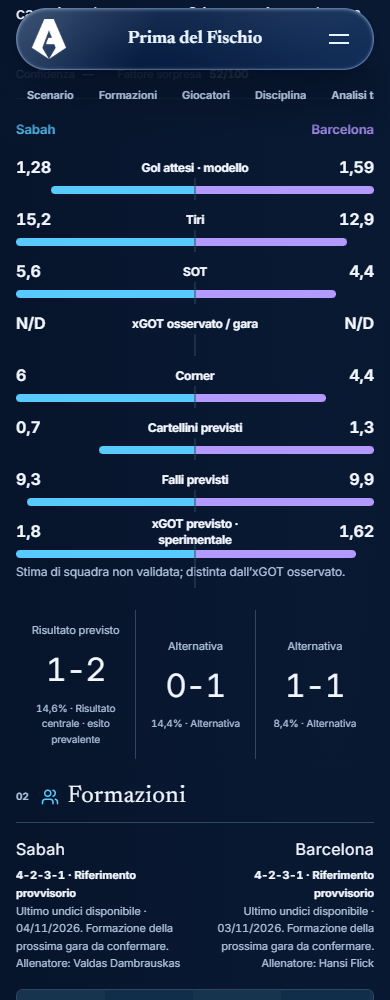 Prima del Fischio
Confidenza — Fattore sorpresa 52/100
Scenario Formazioni Giocatori Disciplina Analisi t
Sabah Barcelona
1,28 Gol attesi · modello 1,59
15,2 Tiri 12,9
5,6 SOT 4,4
N/D xGOT osservato / gara N/D
6 Corner 4,4
0,7 Cartellini previsti 1,3
9,3 Falli previsti 9,9
1,8 xGOT previsto · sperimentale 1,62
Stima di squadra non validata; distinta dall'xGOT osservato.
Risultato previsto
1-2
14,6% · Risultato
centrale · esito
prevalente
Alternativa
0-1
14,4% · Alternativa
Alternativa
1-1
8,4% · Alternativa
02 Formazioni
Sabah
4-2-3-1 · Riferimento
provvisorio
Ultimo undici disponibile ·
04/11/2026. Formazione della
prossima gara da confermare.
Allenatore: Valdas Dambrauskas
Barcelona
4-2-3-1 · Riferimento
provvisorio
Ultimo undici disponibile ·
03/11/2026. Formazione della
prossima gara da confermare.
Allenatore: Hansi Flick